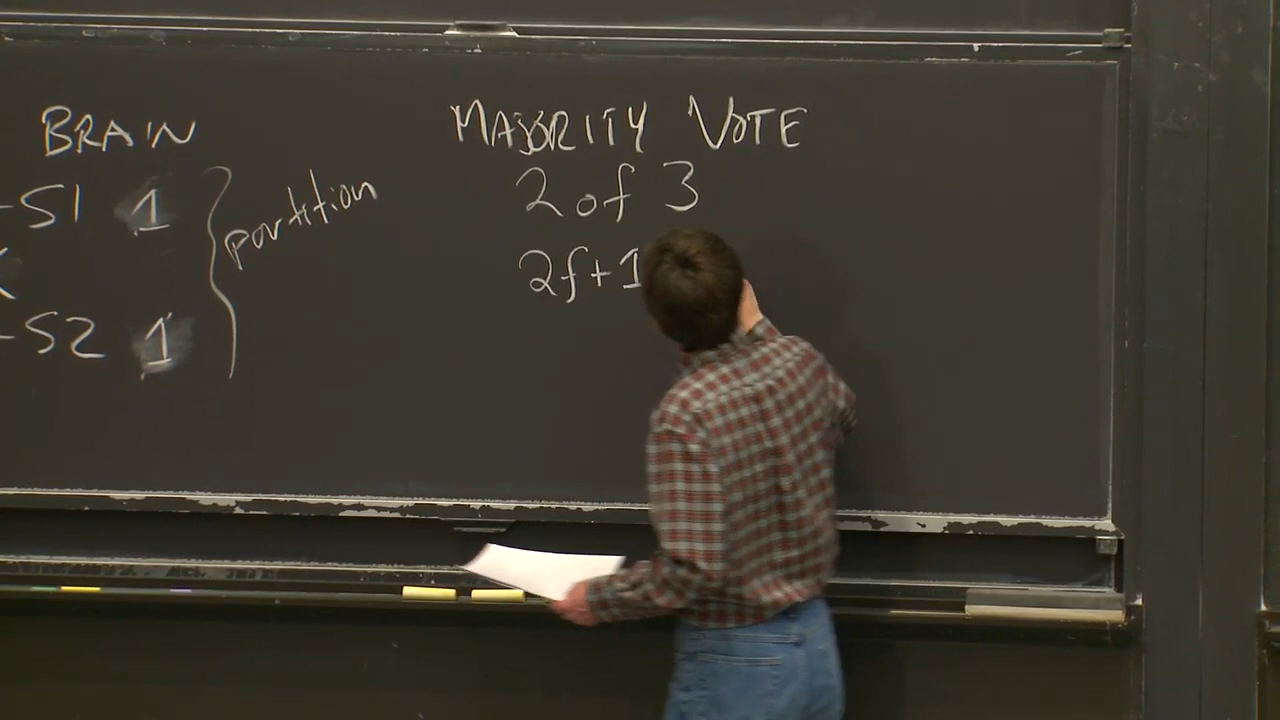 BRAIN
-S1 1
partition
-S2 1
MAJORITY VOTE
2 of 3
2f+1